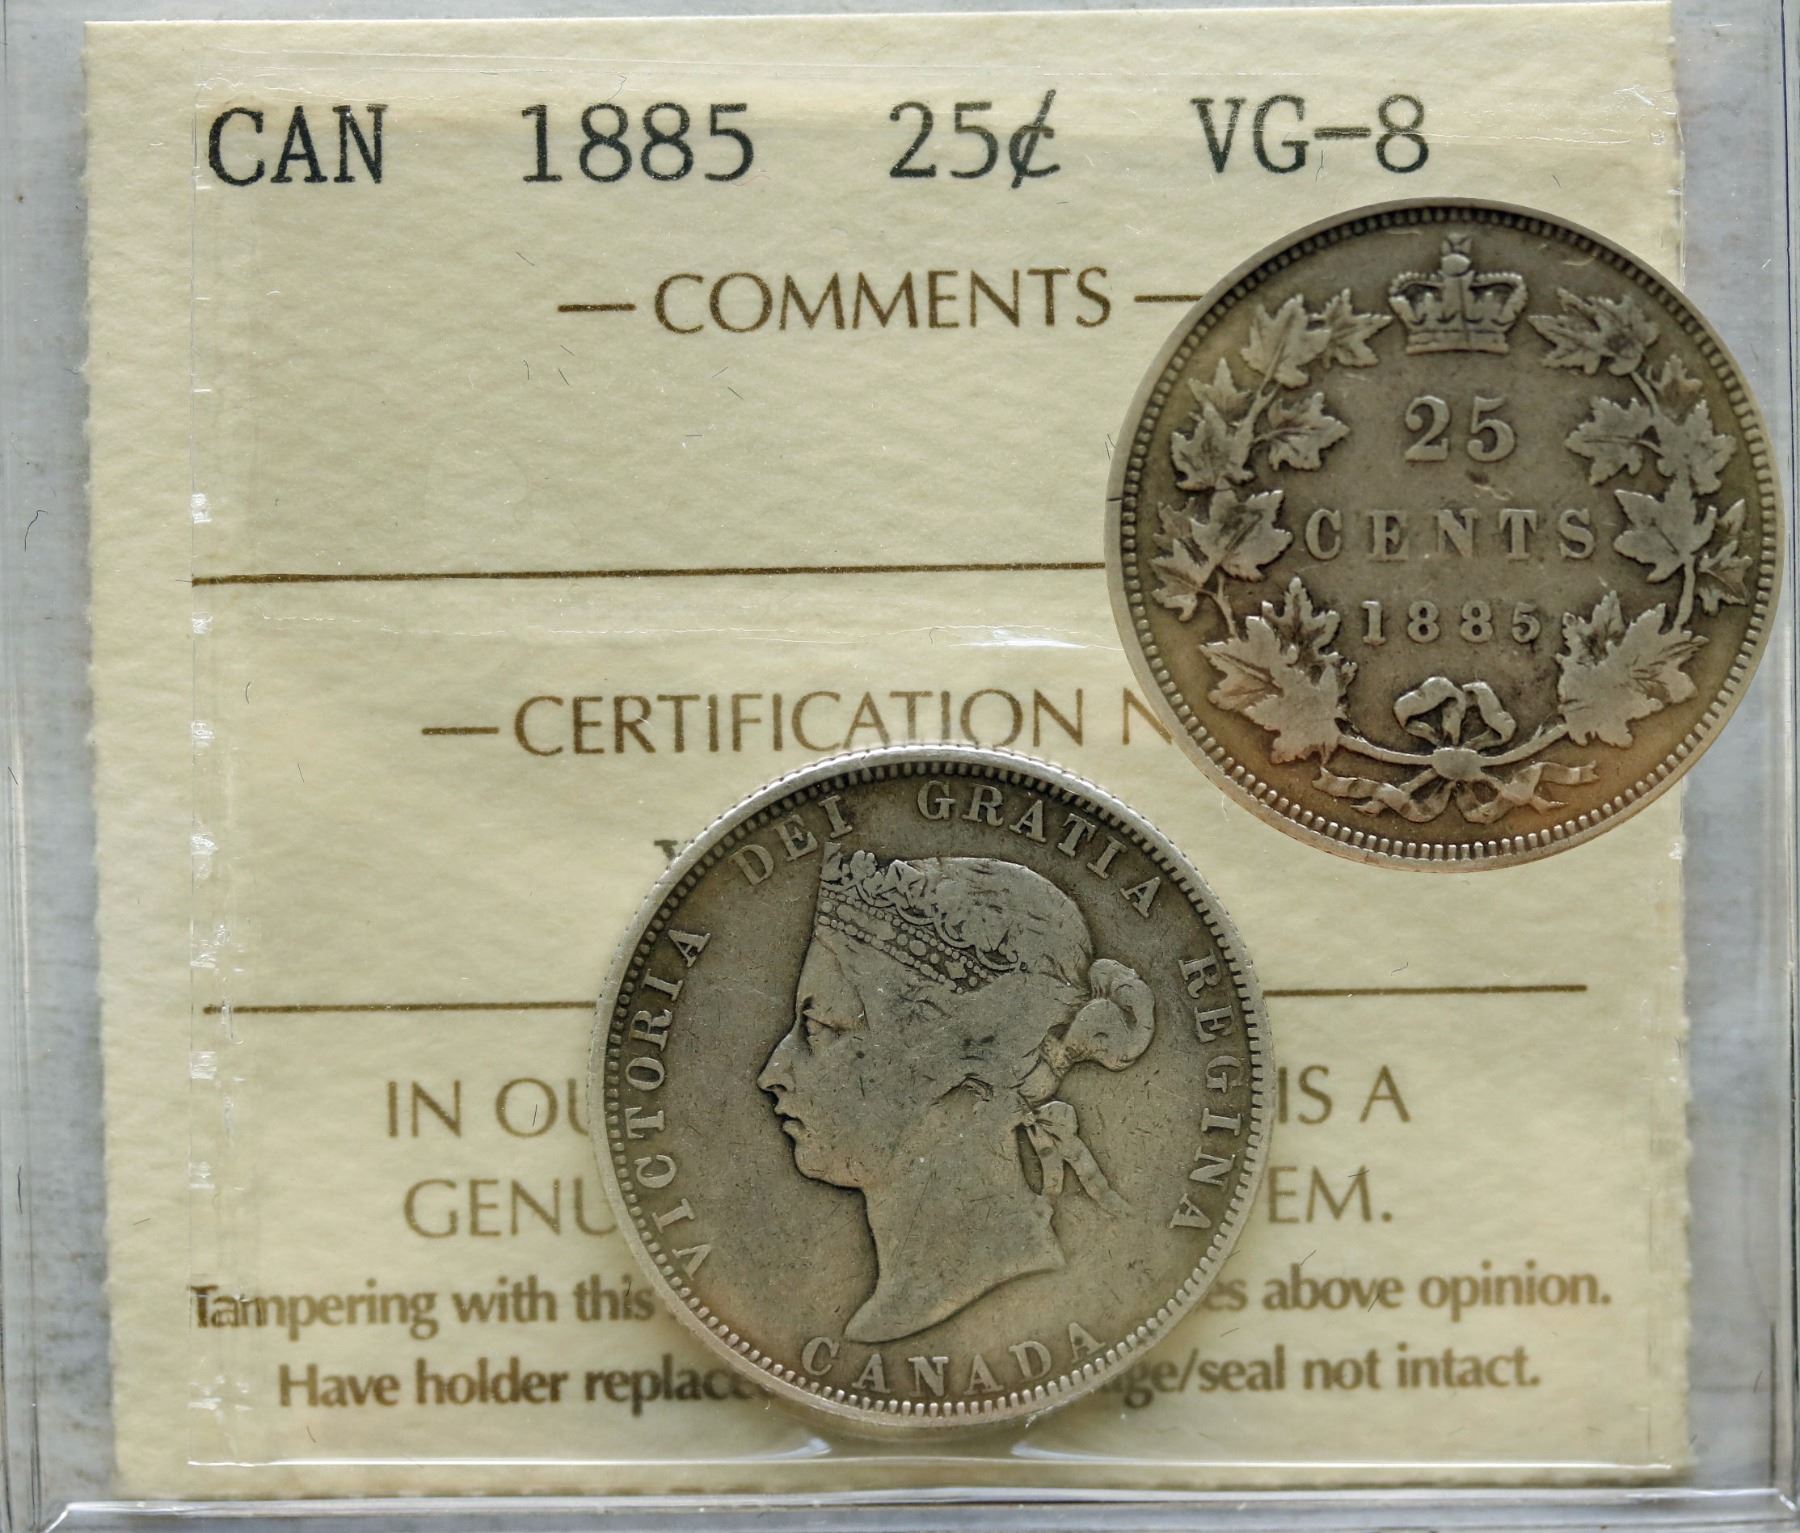 CAN 1885 25¢ VG-8
— COMMENTS —
25
CENTS
1885
— CERTIFICATION N
VICTORIA DEI GRATIA REGINA
CANADA
IN OU IS A
GENU EM.
Tampering with this es above opinion.
Have holder replace age/seal not intact.